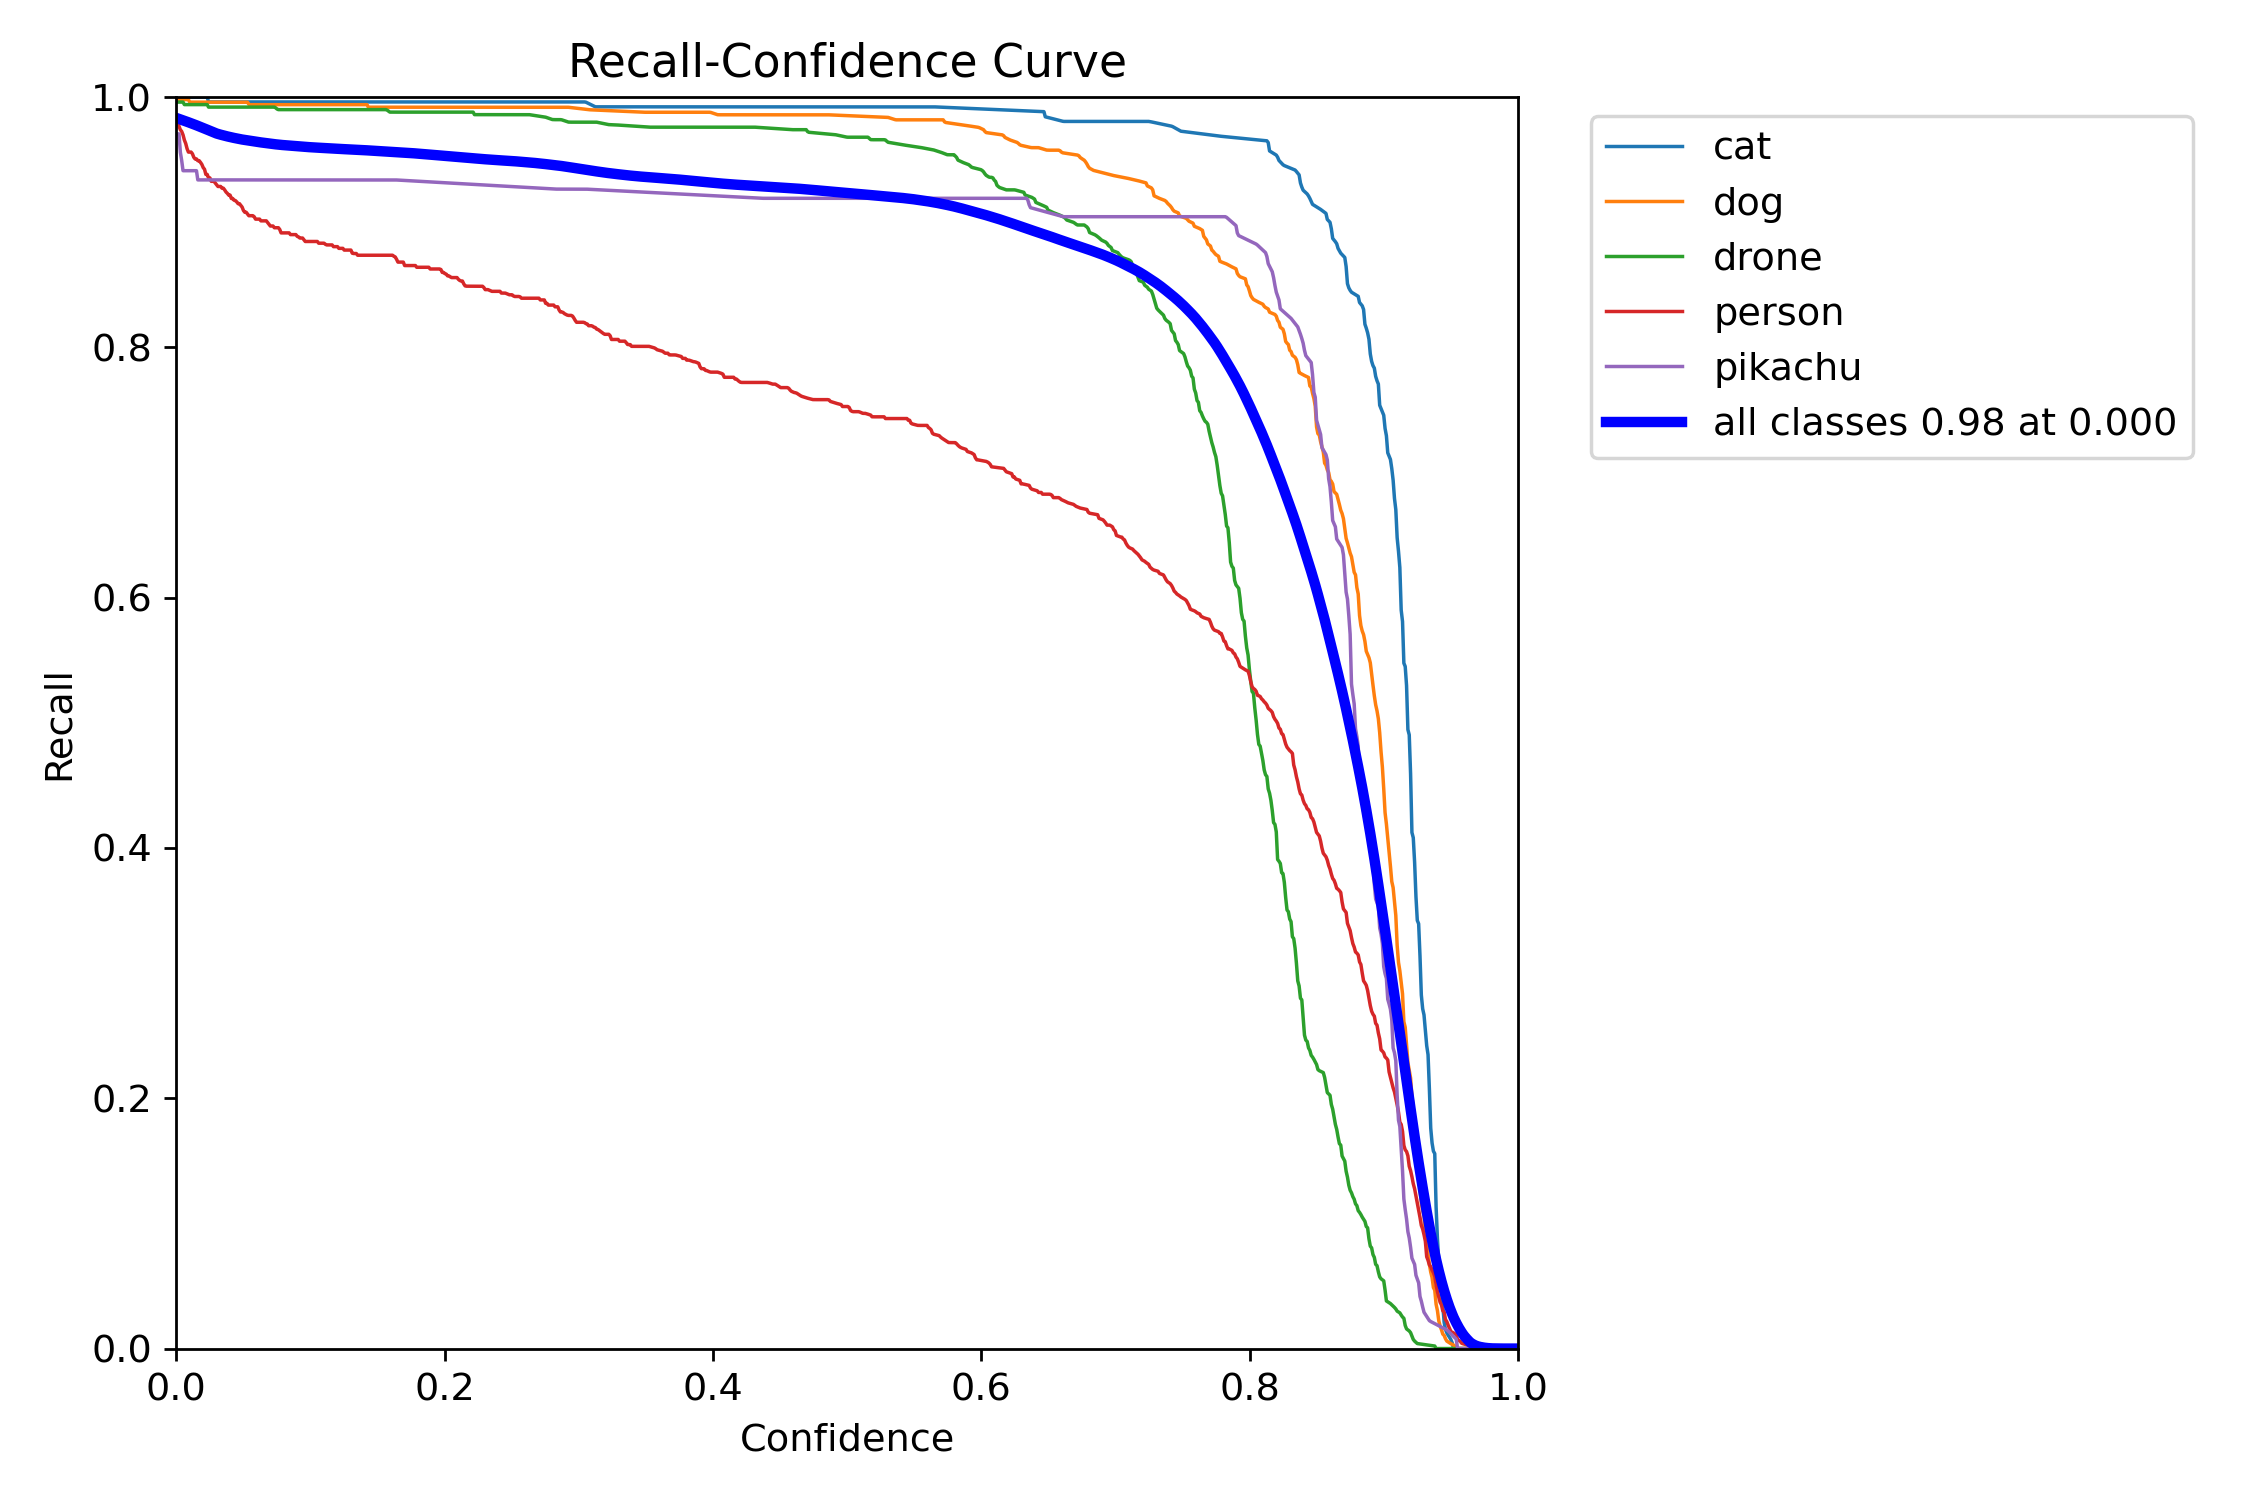 Recall-Confidence Curve
1.0
0.8
0.6
0.4
0.2
0.0
Recall
0.0 0.2 0.4 0.6 0.8 1.0
Confidence
cat
dog
drone
person
pikachu
all classes 0.98 at 0.000